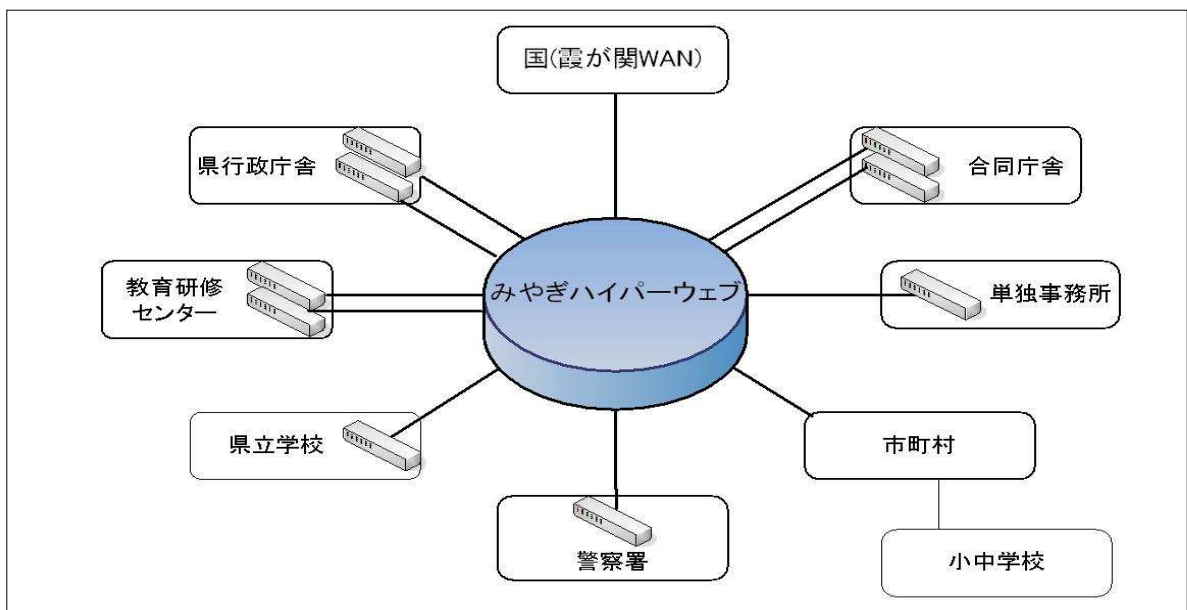 国(霞が関WAN)
県行政庁舎
合同庁舎
教育研修
センター
みやぎハイパーウェブ
単独事務所
県立学校
市町村
警察署
小中学校